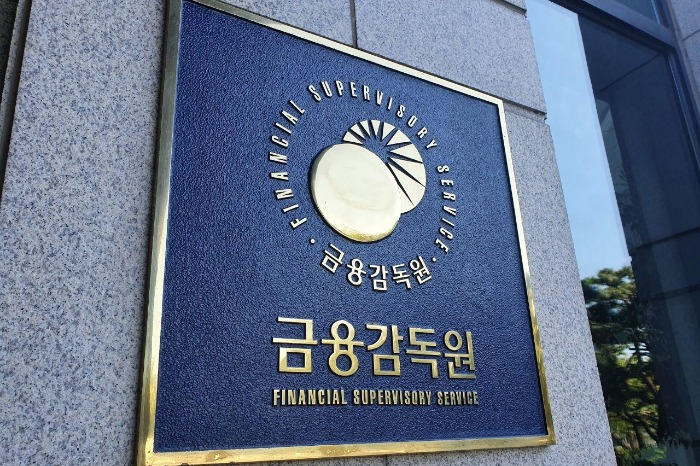 FINANCIAL SUPERVISORY SERVICE
금융감독원
금융감독원
FINANCIAL SUPERVISORY SERVICE